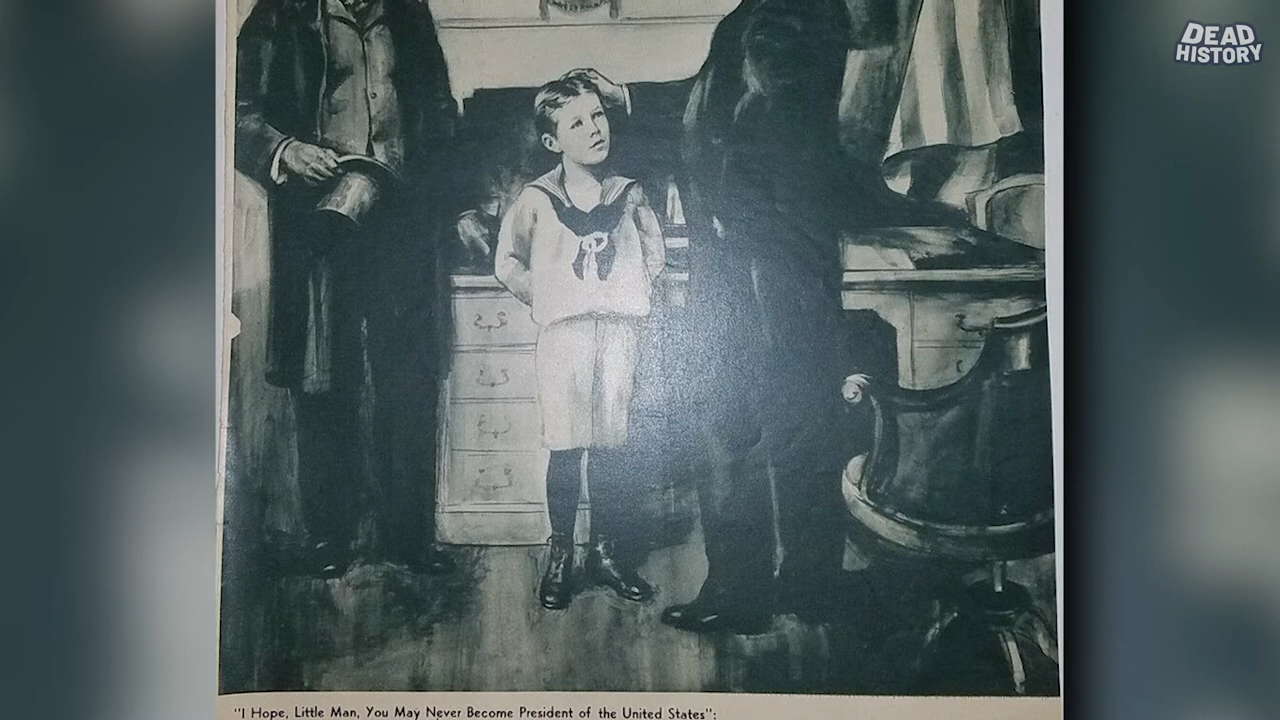 DEAD
HISTORY
"I Hope, Little Man, You May Never Become President of the United States":